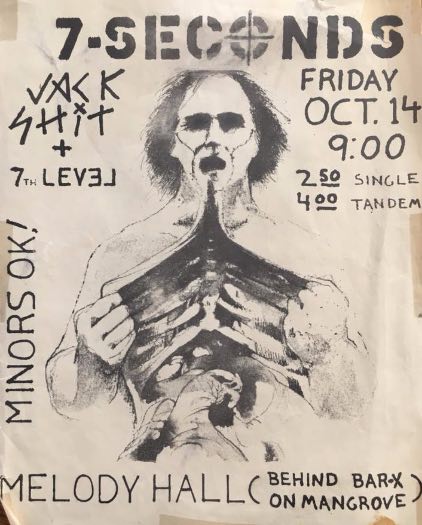 7-SECONDS
JACK
SHiT
+
7TH LEVEL
FRIDAY
OCT. 14
9:00
2 50 SINGLE
4 00 TANDEM
MINORS OK!
MELODY HALL (BEHIND BAR-X
ON MANGROVE)